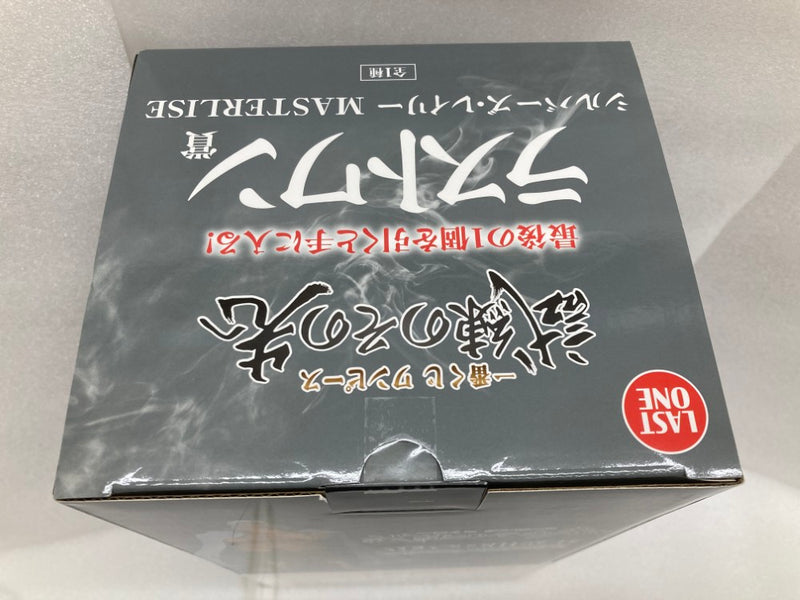 LAST
ONE
一番くじ ワンピース
試練のその先へ
最後の1個を引くと手に入る!
ラストワン賞
シルバーズ・レイリー MASTERLISE
全1種